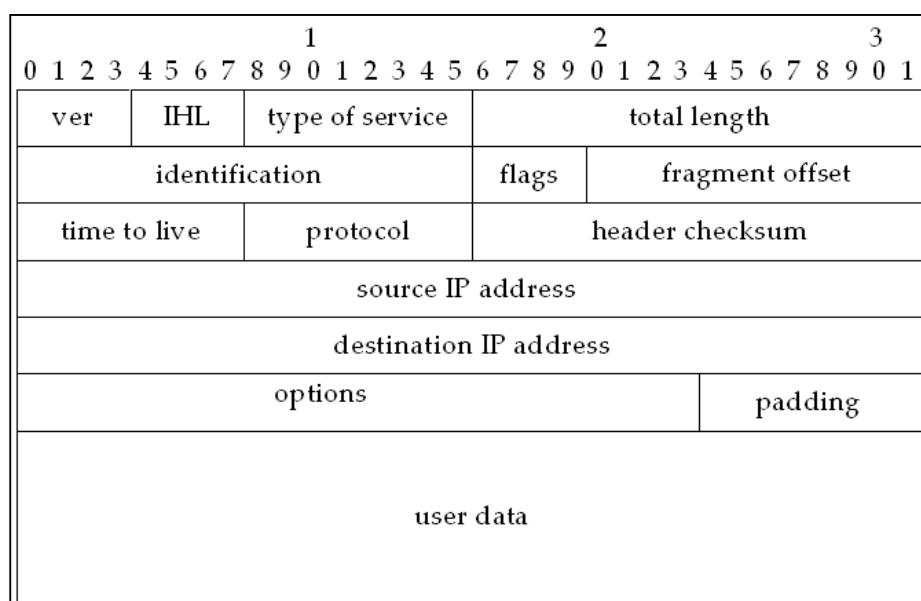 1 2 3
0 1 2 3 4 5 6 7 8 9 0 1 2 3 4 5 6 7 8 9 0 1 2 3 4 5 6 7 8 9 0 1
ver IHL type of service total length
identification flags fragment offset
time to live protocol header checksum
source IP address
destination IP address
options padding
user data